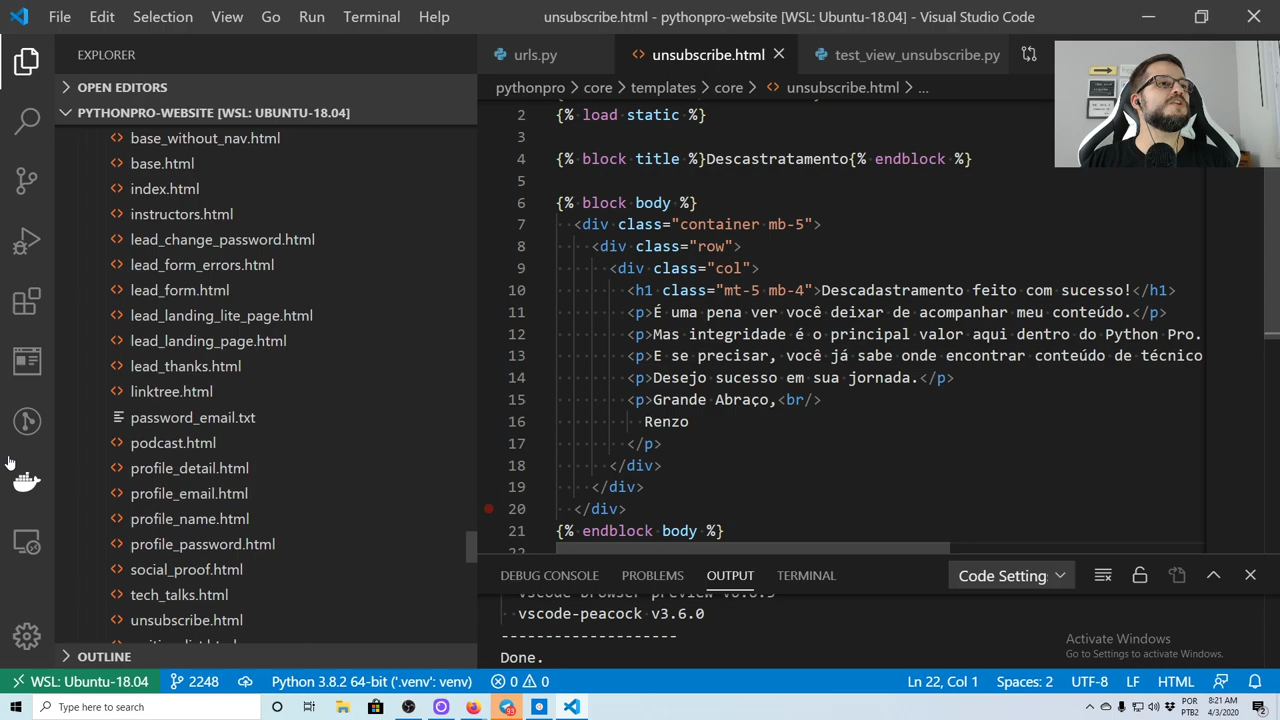 File Edit Selection View Go Run Terminal Help unsubscribe.html - pythonpro-website [WSL: Ubuntu-18.04] - Visual Studio Code
EXPLORER
OPEN EDITORS
PYTHONPRO-WEBSITE [WSL: UBUNTU-18.04]
base_without_nav.html
base.html
index.html
instructors.html
lead_change_password.html
lead_form_errors.html
lead_form.html
lead_landing_lite_page.html
lead_landing_page.html
lead_thanks.html
linktree.html
password_email.txt
podcast.html
profile_detail.html
profile_email.html
profile_name.html
profile_password.html
social_proof.html
tech_talks.html
unsubscribe.html
OUTLINE
urls.py unsubscribe.html test_view_unsubscribe.py
pythonpro › core › templates › core › unsubscribe.html › ...
2 {% load static %}
3
4 {% block title %}Descastratamento{% endblock %}
5
6 {% block body %}
7 <div class="container mb-5">
8 <div class="row">
9 <div class="col">
10 <h1 class="mt-5 mb-4">Descadastramento feito com sucesso!</h1>
11 <p>É uma pena ver você deixar de acompanhar meu conteúdo.</p>
12 <p>Mas integridade é o principal valor aqui dentro do Python Pro.
13 <p>E se precisar, você já sabe onde encontrar conteúdo de técnico
14 <p>Desejo sucesso em sua jornada.</p>
15 <p>Grande Abraço,<br/>
16 Renzo
17 </p>
18 </div>
19 </div>
20 </div>
21 {% endblock body %}
22
DEBUG CONSOLE PROBLEMS OUTPUT TERMINAL Code Setting
vscode-browser-preview v0.6.5
vscode-peacock v3.6.0
--------------------
Done.
Activate Windows
Go to Settings to activate Windows.
WSL: Ubuntu-18.04 2248 Python 3.8.2 64-bit ('.venv': venv) 0 0 Ln 22, Col 1 Spaces: 2 UTF-8 LF HTML
Type here to search
93
POR
PTB2
8:21 AM
4/3/2020
2